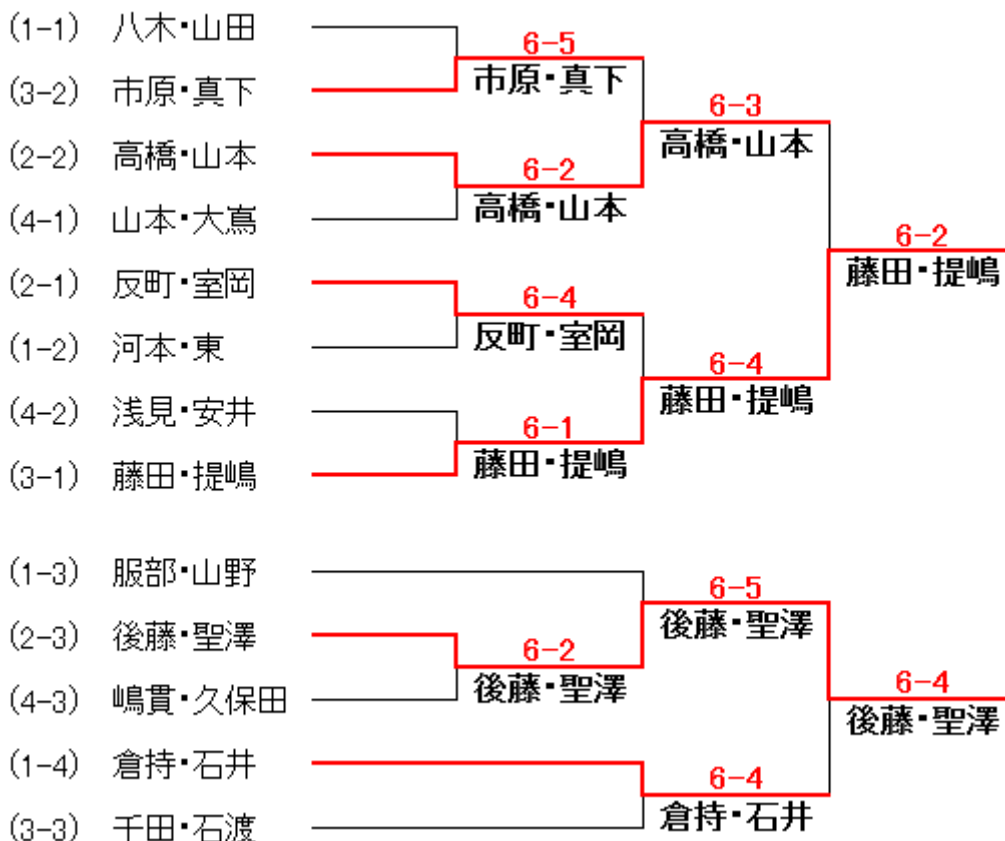 (1-1) 八木・山田
6-5
(3-2) 市原・真下
市原・真下
6-3
(2-2) 高橋・山本
高橋・山本
6-2
(4-1) 山本・大嶌
高橋・山本
6-2
(2-1) 反町・室岡
藤田・提嶋
6-4
(1-2) 河本・東
反町・室岡
6-4
(4-2) 浅見・安井
藤田・提嶋
6-1
(3-1) 藤田・提嶋
藤田・提嶋
(1-3) 服部・山野
6-5
(2-3) 後藤・聖澤
後藤・聖澤
6-2
(4-3) 嶋貫・久保田
後藤・聖澤
6-4
後藤・聖澤
(1-4) 倉持・石井
6-4
(3-3) 千田・石渡
倉持・石井